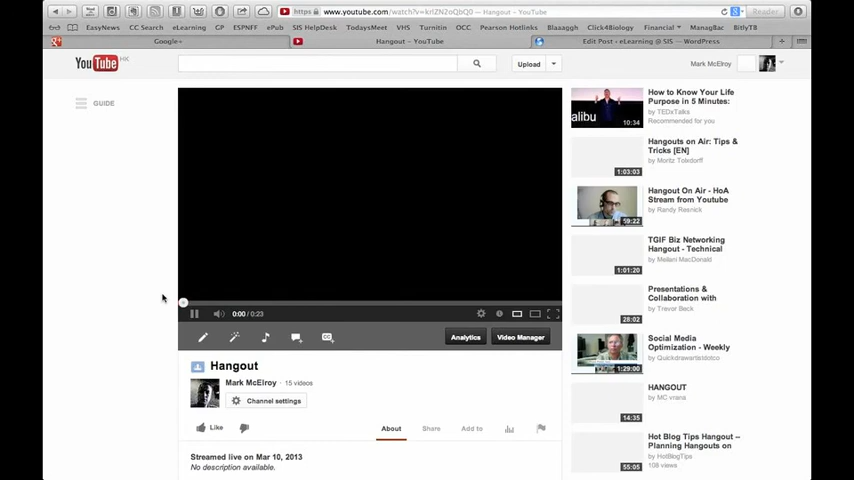 https www.youtube.com/watch?v=krIZN2oQbQ0 — Hangout - YouTube
Reader
EasyNews CC Search eLearning GP ESPNFF ePub SIS HelpDesk TodaysMeet VHS Turnitin OCC Pearson Hotlinks Blaaaggh Click4Biology Financial ManagBac BitlyTB
Google+
Hangout - YouTube
Edit Post ‹ eLearning @ SIS — WordPress
YouTube HK
Upload
Mark McElroy
GUIDE
0:00 / 0:23
Analytics
Video Manager
Hangout
Mark McElroy · 15 videos
Channel settings
Like
About
Share
Add to
Streamed live on Mar 10, 2013
No description available.
alibu
10:34
How to Know Your Life
Purpose in 5 Minutes:
by TEDxTalks
Recommended for you
1:03:03
Hangouts on Air: Tips &
Tricks [EN]
by Moritz Tolxdorff
59:22
Hangout On Air - HoA
Stream from Youtube
by Randy Resnick
1:01:20
TGIF Biz Networking
Hangout - Technical
by Meilani MacDonald
28:02
Presentations &
Collaboration with
by Trevor Beck
1:29:00
Social Media
Optimization - Weekly
by Quickdrawartistdotco
14:35
HANGOUT
by MC vrana
55:05
Hot Blog Tips Hangout --
Planning Hangouts on
by HotBlogTips
108 views